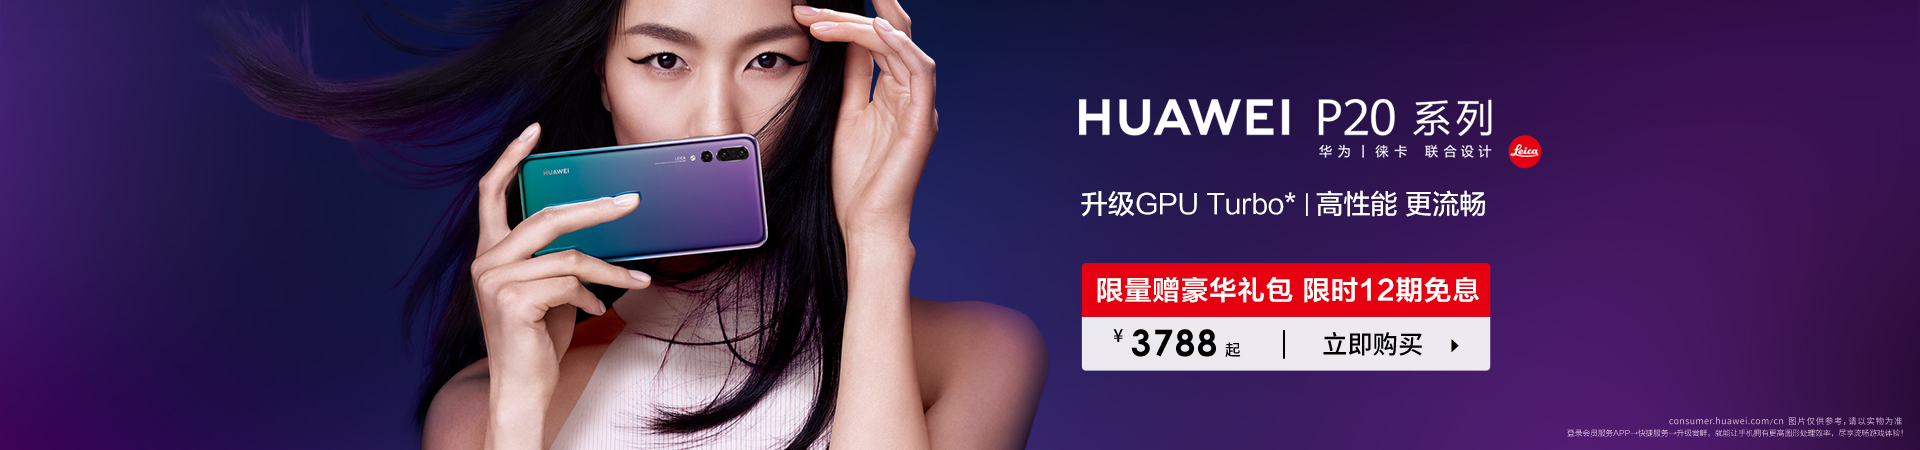 HUAWEI
LEICA
HUAWEI P20 系列
华为 | 徕卡 联合设计
Leica
升级GPU Turbo* | 高性能 更流畅
限量赠豪华礼包 限时12期免息
¥ 3788 起 | 立即购买
consumer.huawei.com/cn 图片仅供参考，请以实物为准
登录会员服务APP→快捷服务→升级尝鲜，就能让手机拥有更高图形处理效率，尽享流畅游戏体验！